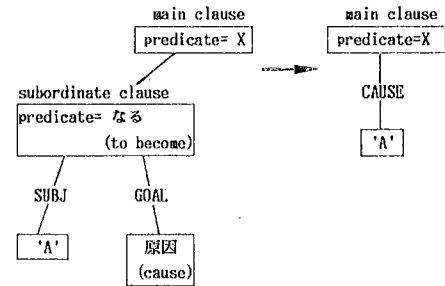 main clause
predicate= X
main clause
predicate=X
subordinate clause
predicate= なる
(to become)
CAUSE
'A'
SUBJ
GOAL
'A'
原因
(cause)